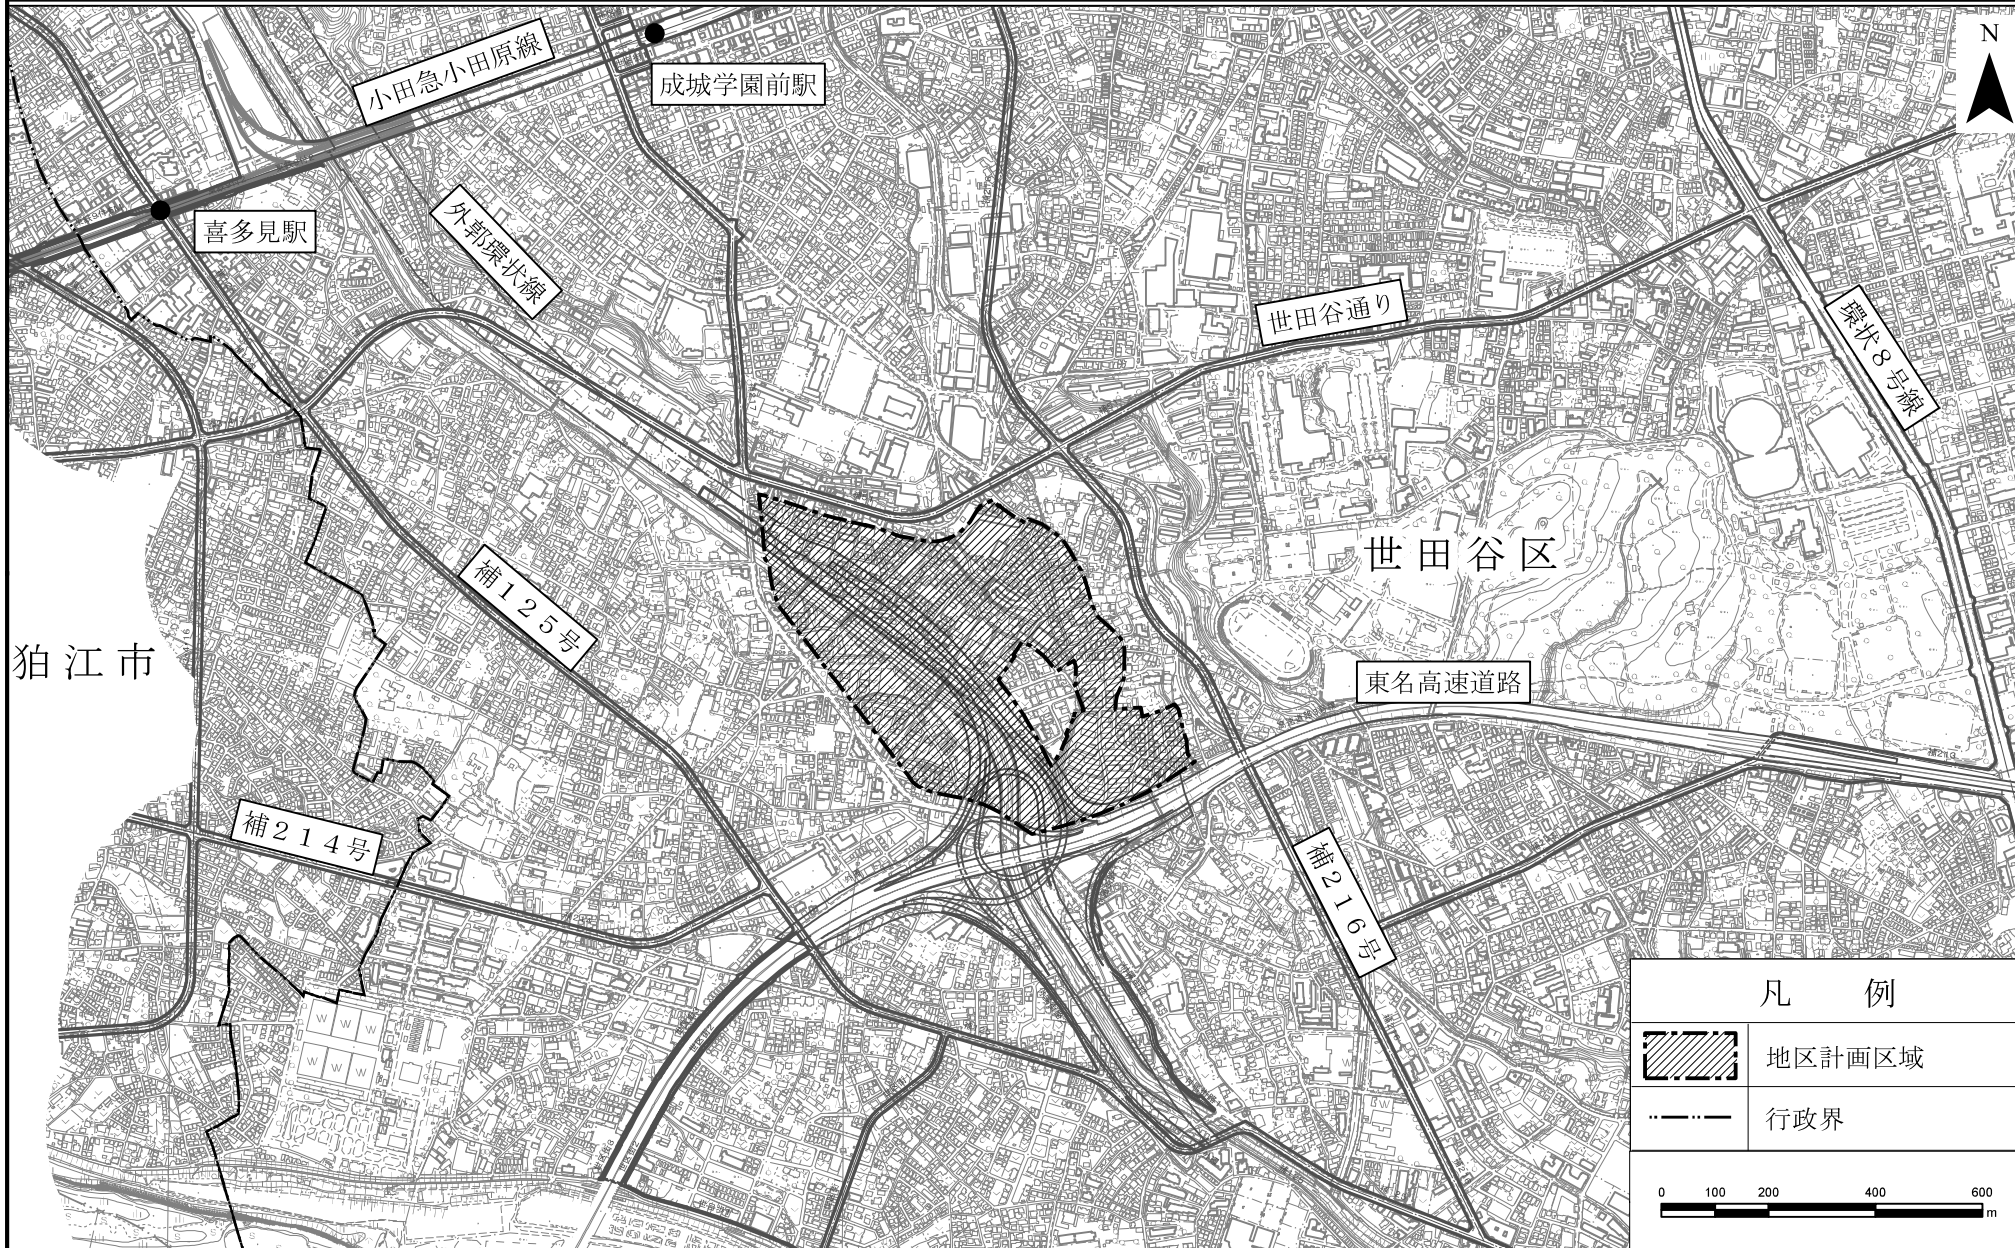 小田急小田原線
成城学園前駅
N
喜多見駅
外郭環状線
世田谷通り
環状8号線
世田谷区
補125号
狛江市
東名高速道路
補214号
補216号
凡 例
地区計画区域
行政界
0 100 200 400 600
m